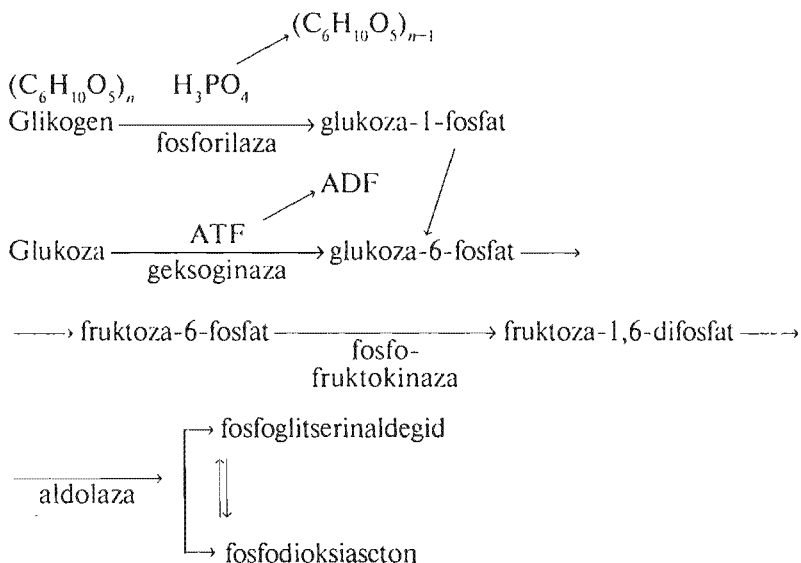 (C₆H₁₀O₅)ₙ₋₁
(C₆H₁₀O₅)ₙ H₃PO₄
Glikogen → glukoza-1-fosfat
fosforilaza
ADF
ATF
Glukoza → glukoza-6-fosfat →
geksoginaza
→ fruktoza-6-fosfat → fruktoza-1,6-difosfat →
fosfo-
fruktokinaza
fosfoglitserinaldegid
→
aldolaza
fosfodioksiascton